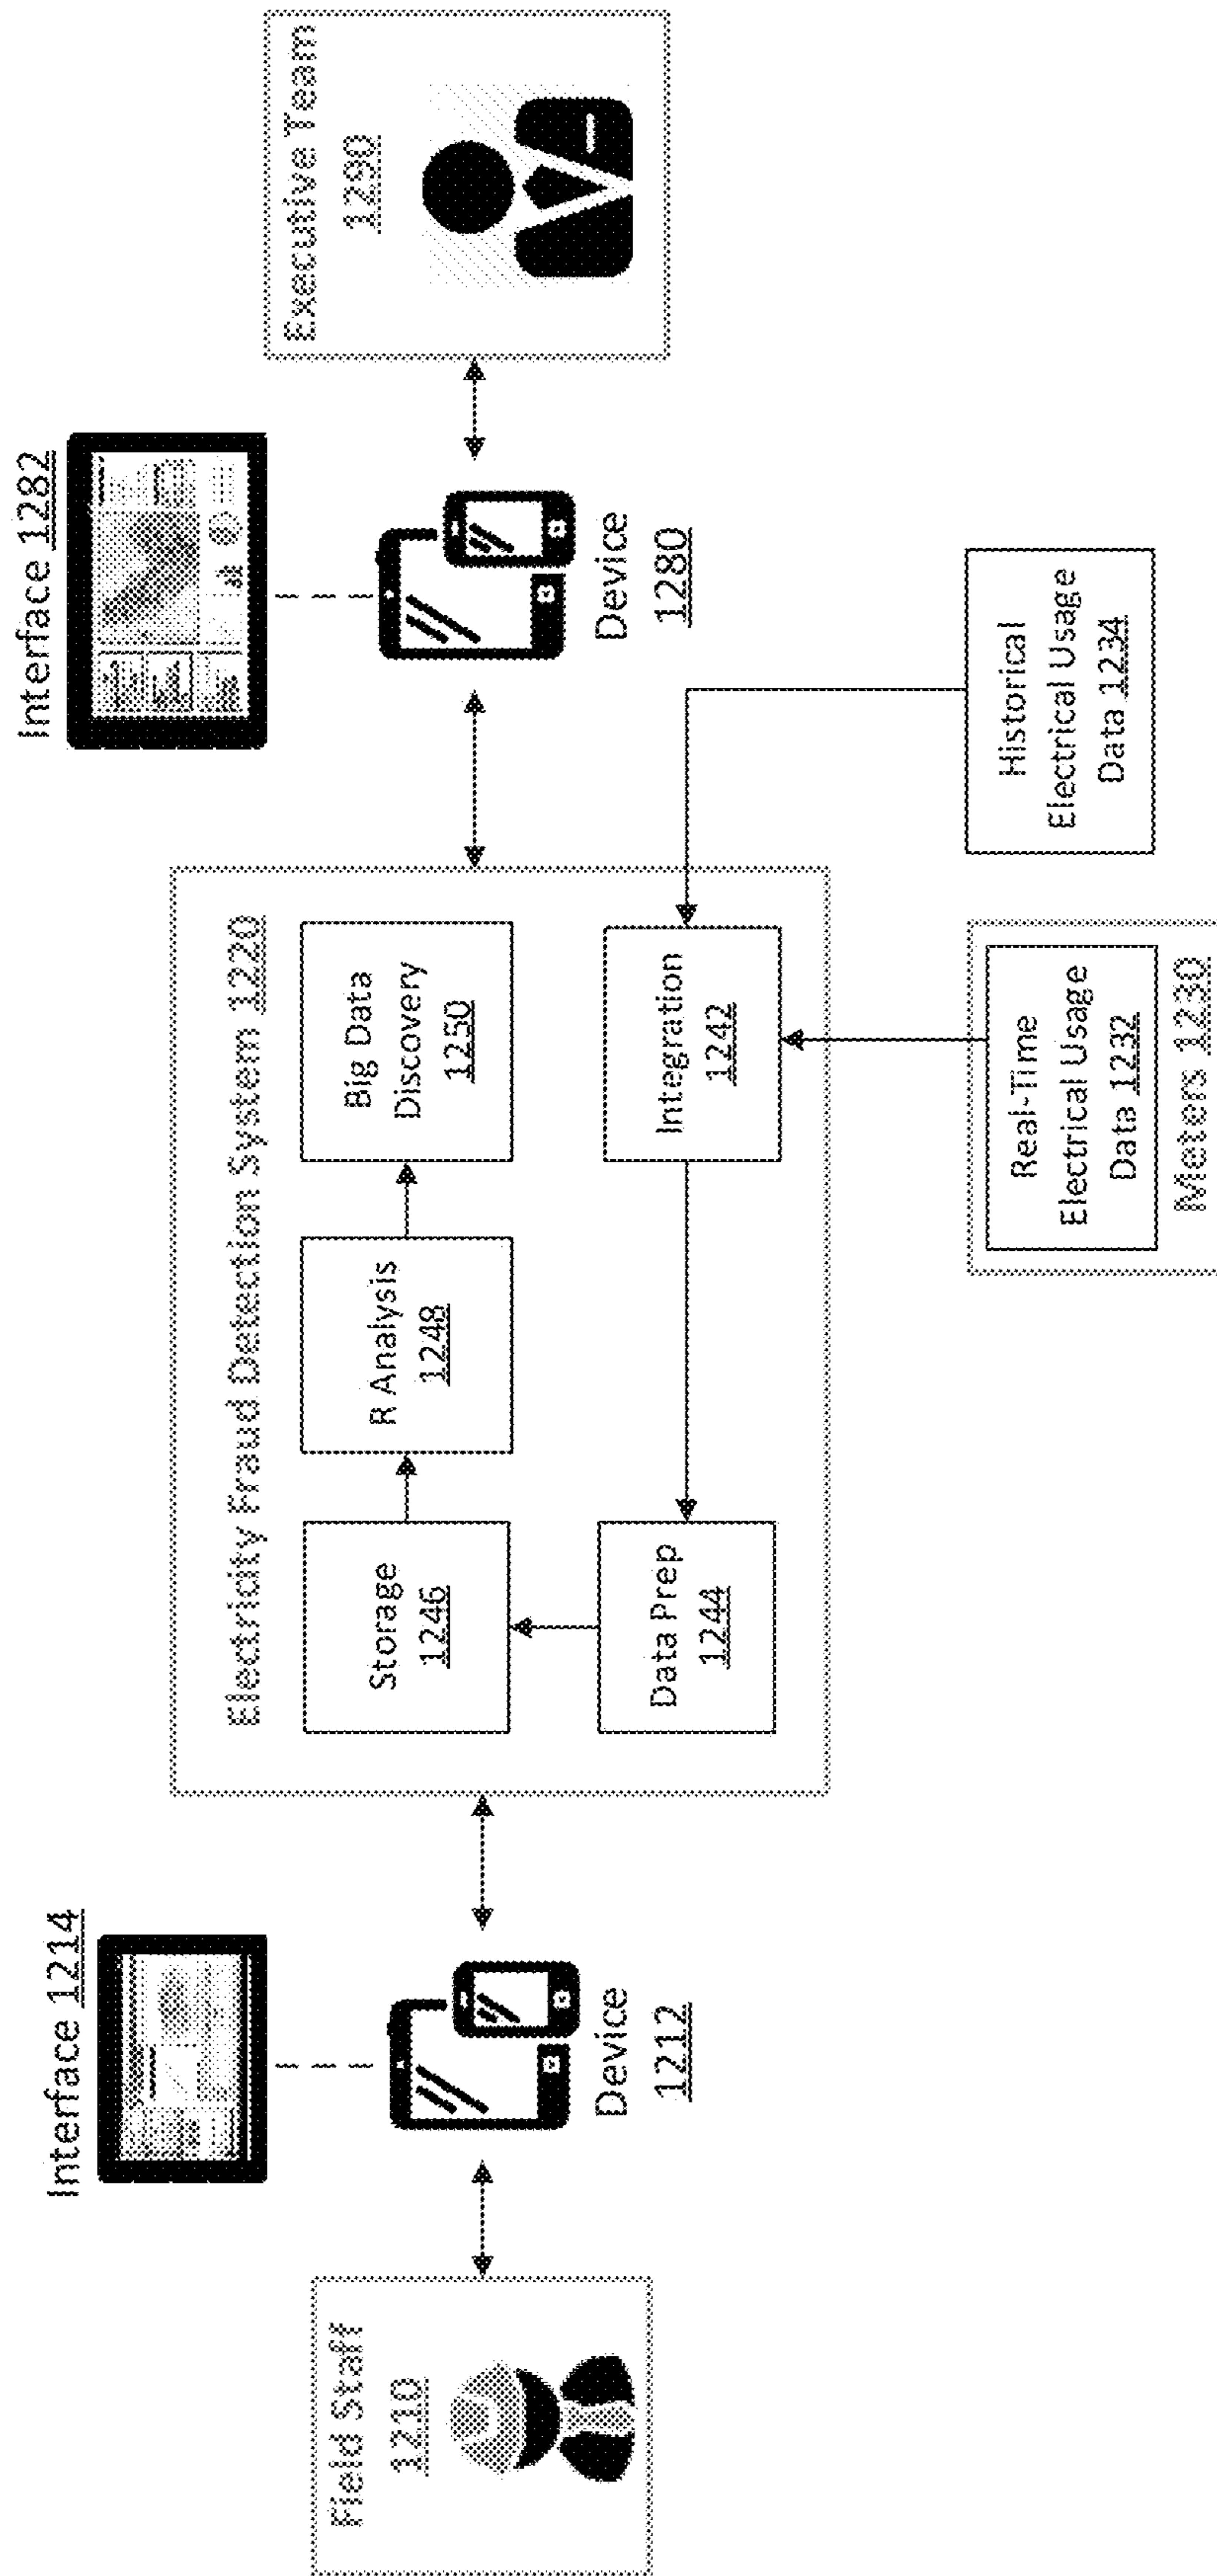 Field Staff
1210
Interface 1214
Device
1212
Electricity Fraud Detection System 1220
Storage
1246
R Analysis
1248
Big Data
Discovery
1250
Data Prep
1244
Integration
1242
Real-Time
Electrical Usage
Data 1232
Meters 1230
Historical
Electrical Usage
Data 1234
Interface 1282
Device
1280
Executive Team
1290